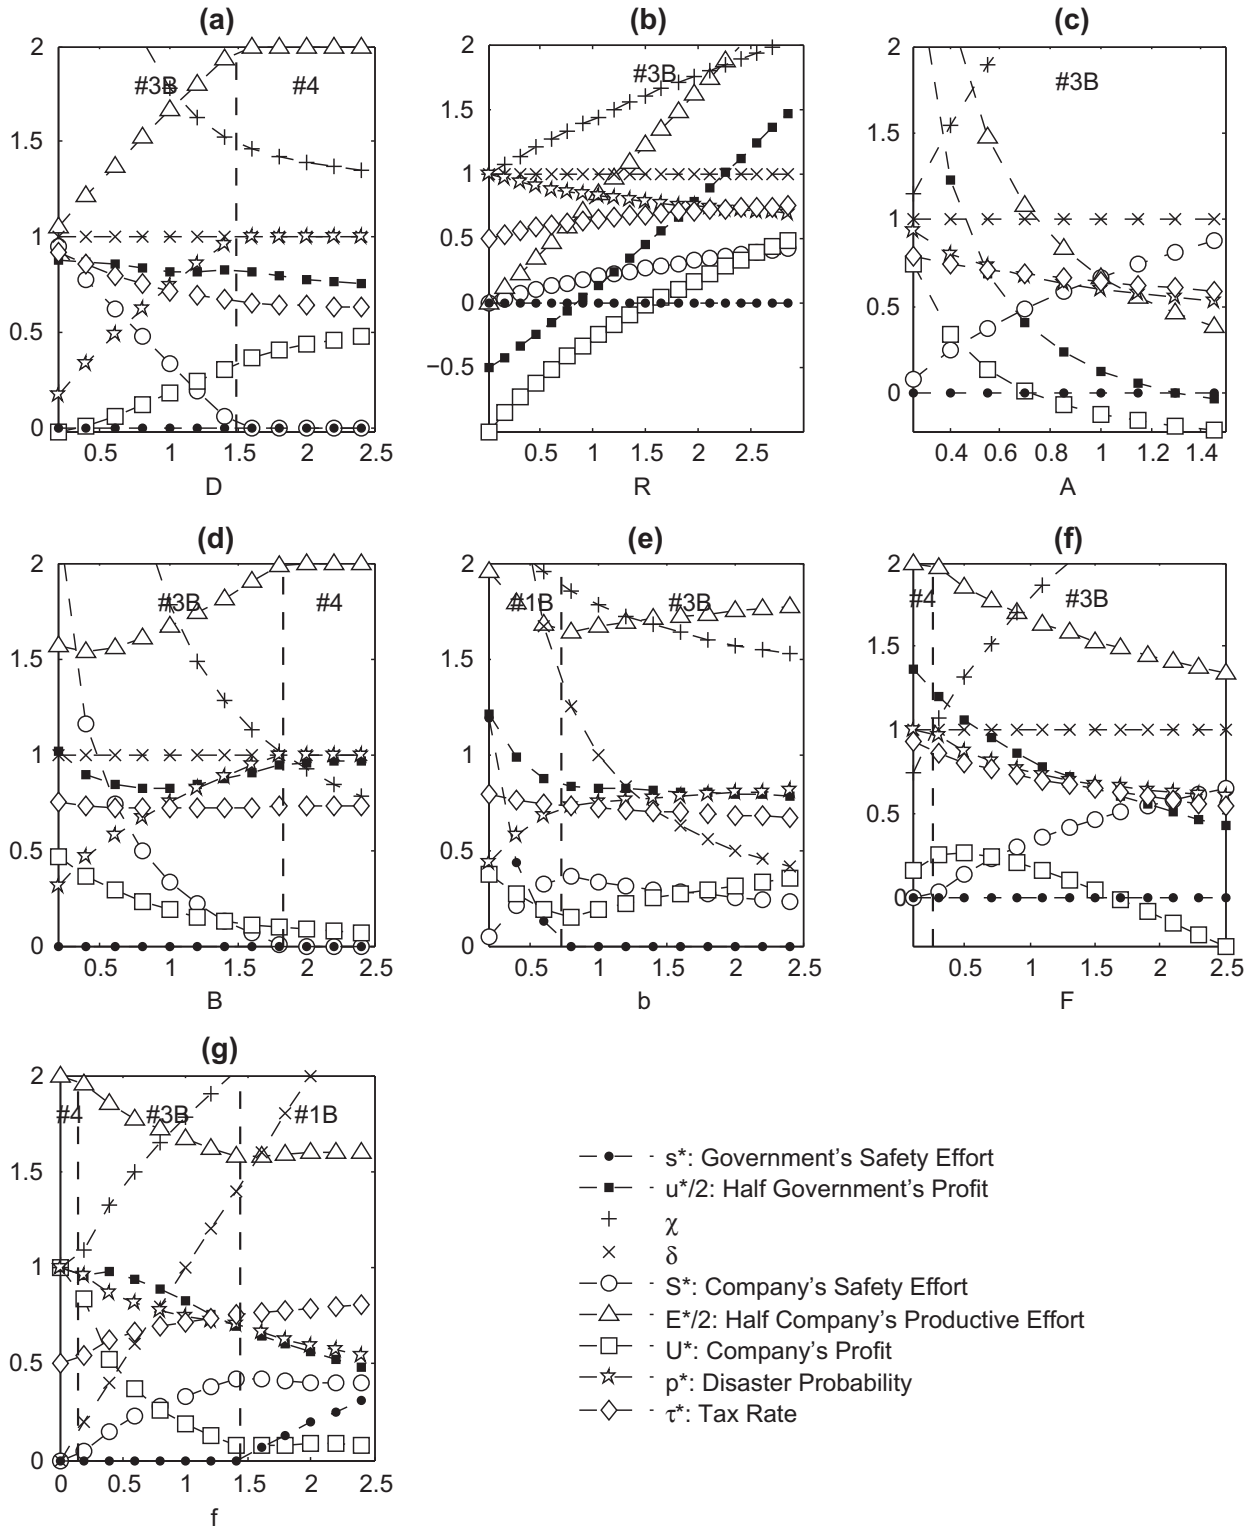 (a)
2
1.5
1
0.5
0
#3B
#4
0.5 1 1.5 2 2.5
D
(b)
2
1.5
1
0.5
0
−0.5
#3B
0.5 1 1.5 2 2.5
R
(c)
2
1.5
1
0.5
0
#3B
0.4 0.6 0.8 1 1.2 1.4
A
(d)
2
1.5
1
0.5
0
#3B
#4
0.5 1 1.5 2 2.5
B
(e)
2
1.5
1
0.5
0
#1B
#3B
0.5 1 1.5 2 2.5
b
(f)
2
1.5
1
0.5
0
#4
#3B
0.5 1 1.5 2 2.5
F
(g)
2
1.5
1
0.5
0
#4
#3B
#1B
0 0.5 1 1.5 2 2.5
f
s*: Government's Safety Effort
u*/2: Half Government's Profit
χ
δ
S*: Company's Safety Effort
E*/2: Half Company's Productive Effort
U*: Company's Profit
p*: Disaster Probability
τ*: Tax Rate